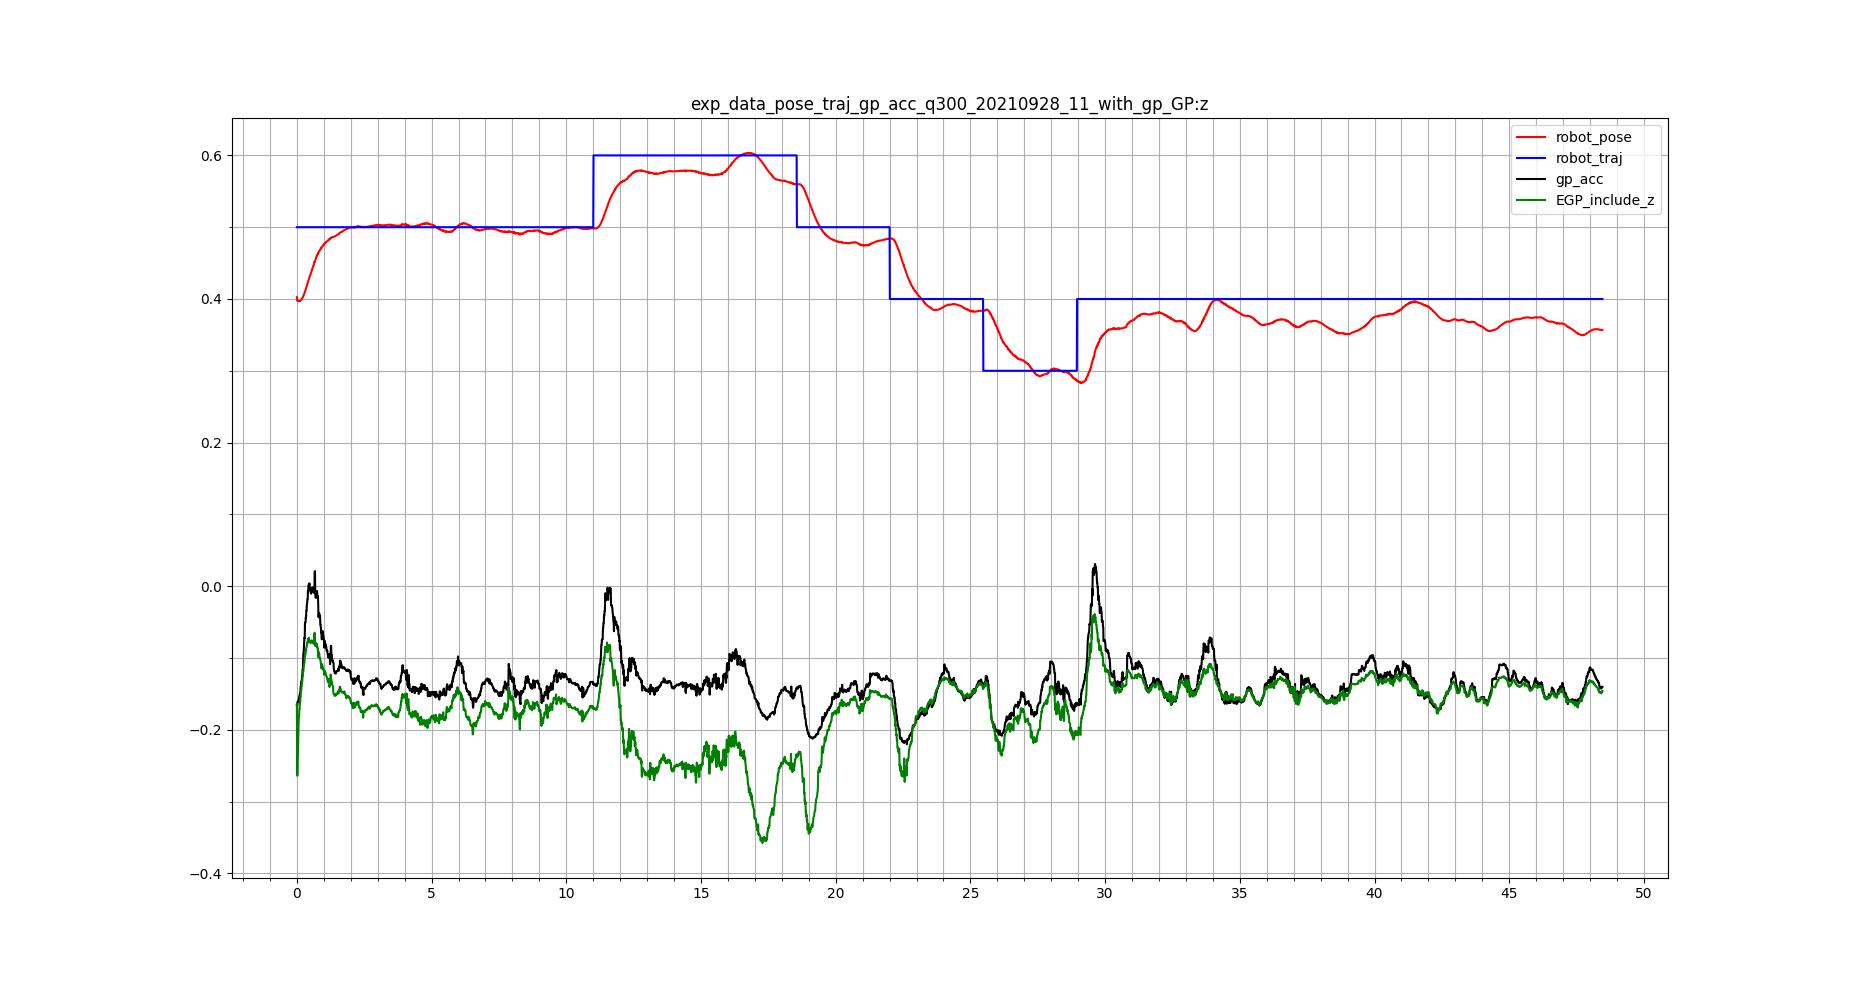 exp_data_pose_traj_gp_acc_q300_20210928_11_with_gp_GP:z
robot_pose
robot_traj
gp_acc
EGP_include_z
0.6
0.4
0.2
0.0
−0.2
−0.4
0 5 10 15 20 25 30 35 40 45 50